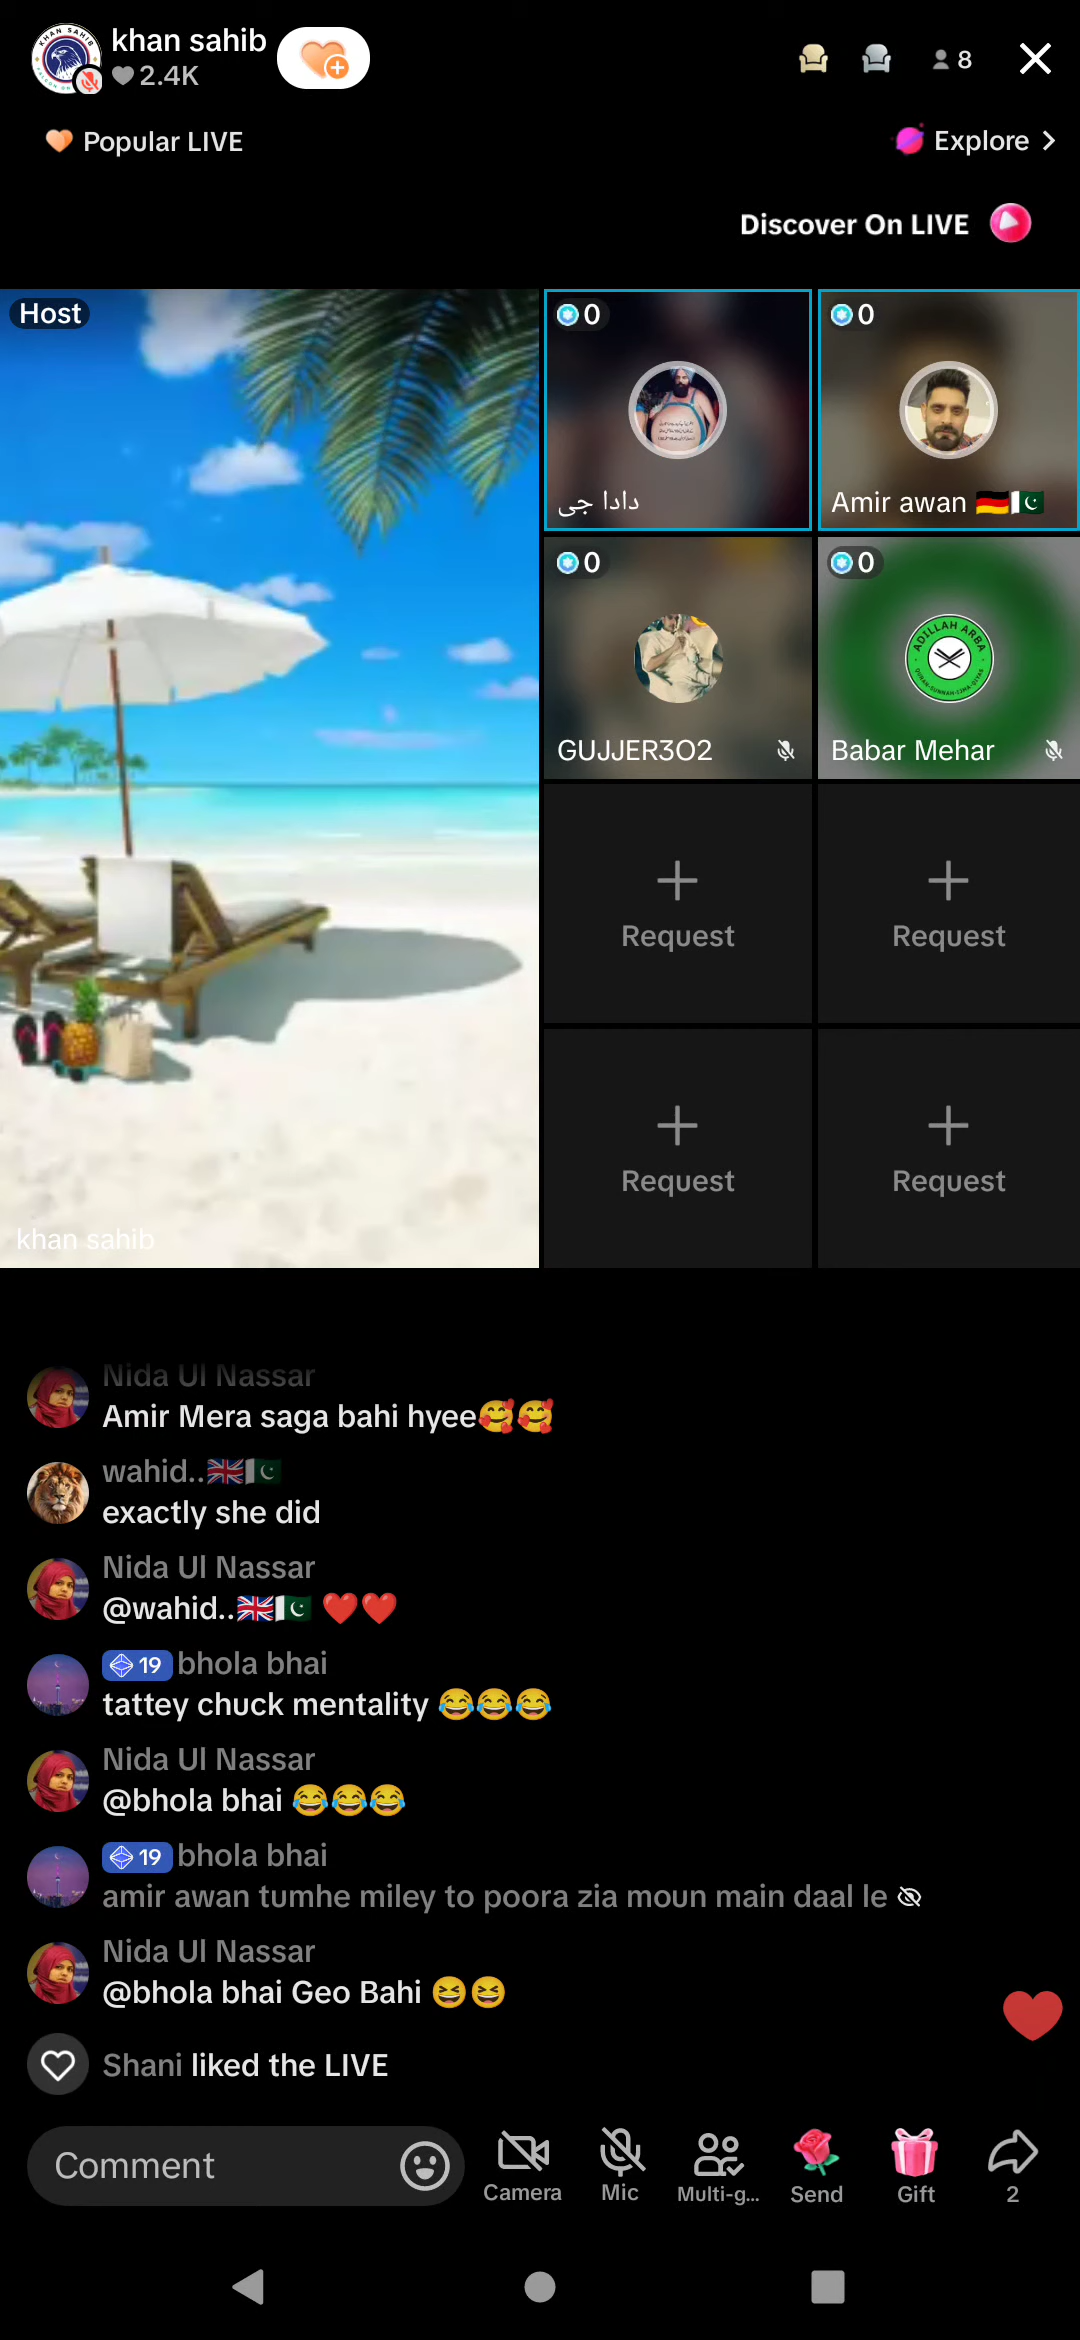 khan sahib
2.4K
8
Popular LIVE
Explore
Discover On LIVE
Host
0
دادا جی
0
Amir awan 🇩🇪🇵🇰
0
GUJJER3O2
0
ADILLAH ARBA
Babar Mehar
Request
Request
Request
Request
khan sahib
Nida Ul Nassar
Amir Mera saga bahi hyee🥰🥰
wahid..🇬🇧🇵🇰
exactly she did
Nida Ul Nassar
@wahid..🇬🇧🇵🇰 ❤️❤️
19 bhola bhai
tattey chuck mentality 😂😂😂
Nida Ul Nassar
@bhola bhai 😂😂😂
19 bhola bhai
amir awan tumhe miley to poora zia moun main daal le
Nida Ul Nassar
@bhola bhai Geo Bahi 😆😆
Shani liked the LIVE
Comment
Camera
Mic
Multi-g...
Send
Gift
2